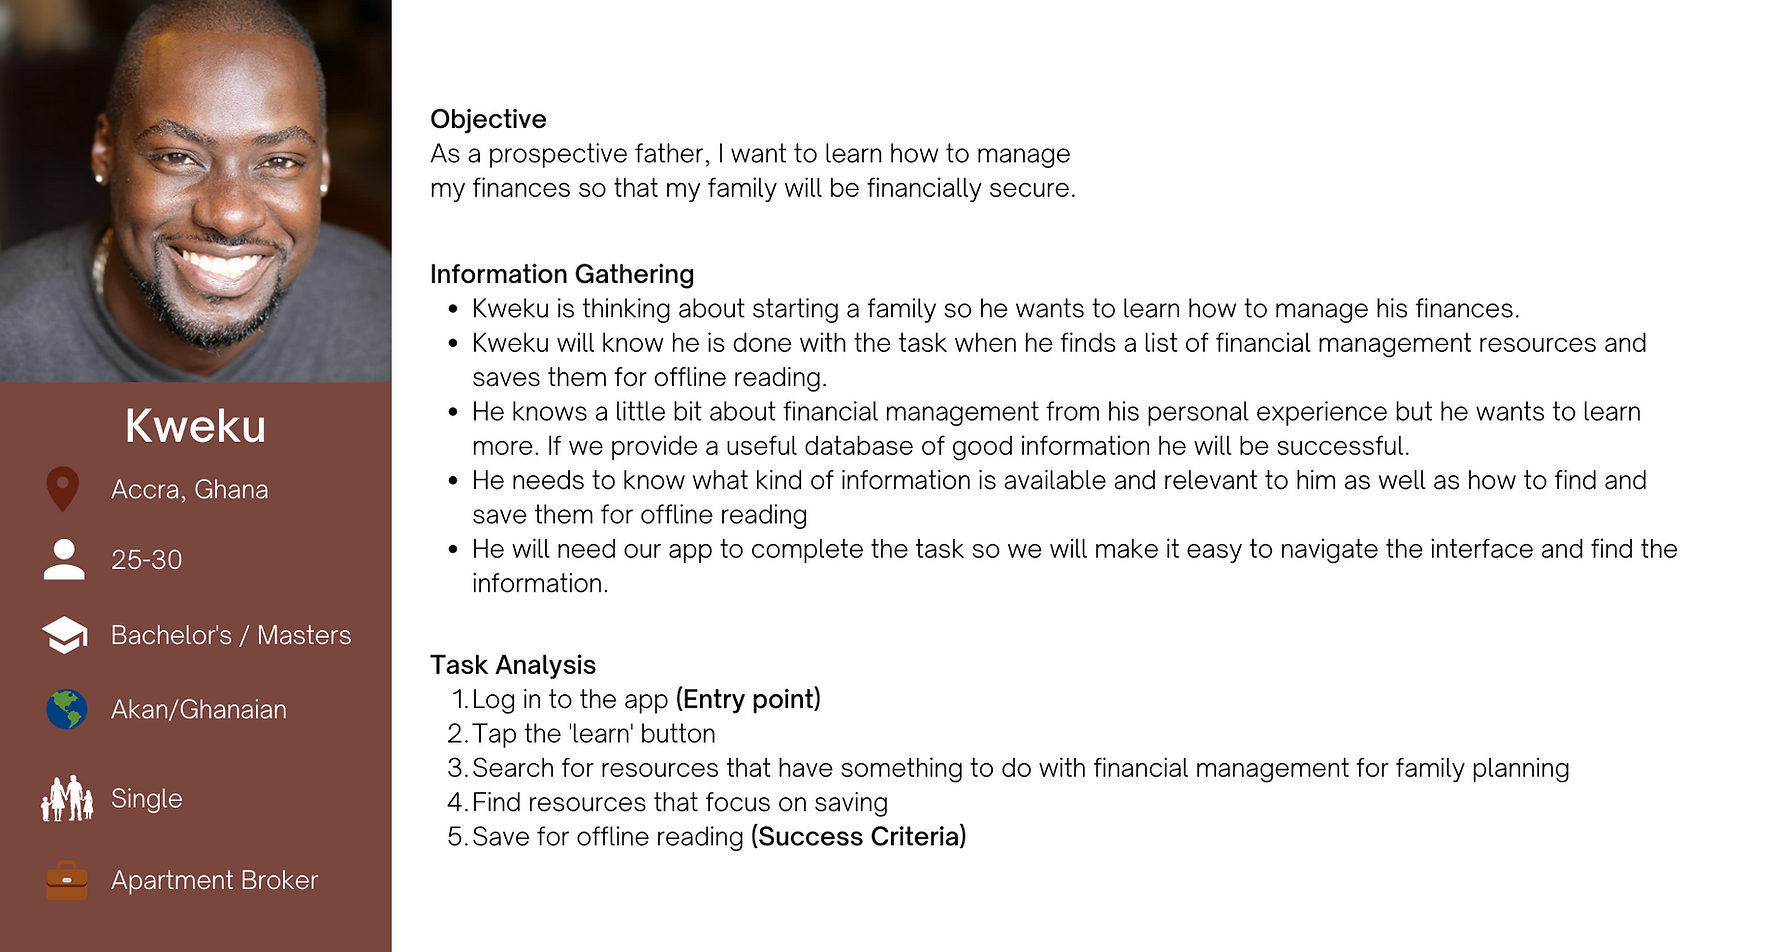 Kweku
Accra, Ghana
25-30
Bachelor's / Masters
Akan/Ghanaian
Single
Apartment Broker
Objective
As a prospective father, I want to learn how to manage
my finances so that my family will be financially secure.
Information Gathering
• Kweku is thinking about starting a family so he wants to learn how to manage his finances.
• Kweku will know he is done with the task when he finds a list of financial management resources and
saves them for offline reading.
• He knows a little bit about financial management from his personal experience but he wants to learn
more. If we provide a useful database of good information he will be successful.
• He needs to know what kind of information is available and relevant to him as well as how to find and
save them for offline reading
• He will need our app to complete the task so we will make it easy to navigate the interface and find the
information.
Task Analysis
1. Log in to the app (Entry point)
2. Tap the 'learn' button
3. Search for resources that have something to do with financial management for family planning
4. Find resources that focus on saving
5. Save for offline reading (Success Criteria)